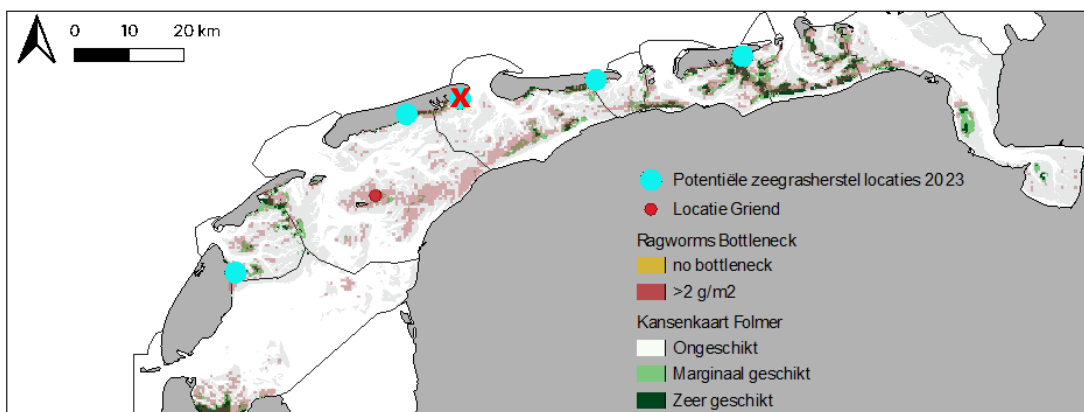 0 10 20 km
X
Potentiële zeegrasherstel locaties 2023
Locatie Griend
Ragworms Bottleneck
no bottleneck
>2 g/m2
Kansenkaart Folmer
Ongeschikt
Marginaal geschikt
Zeer geschikt